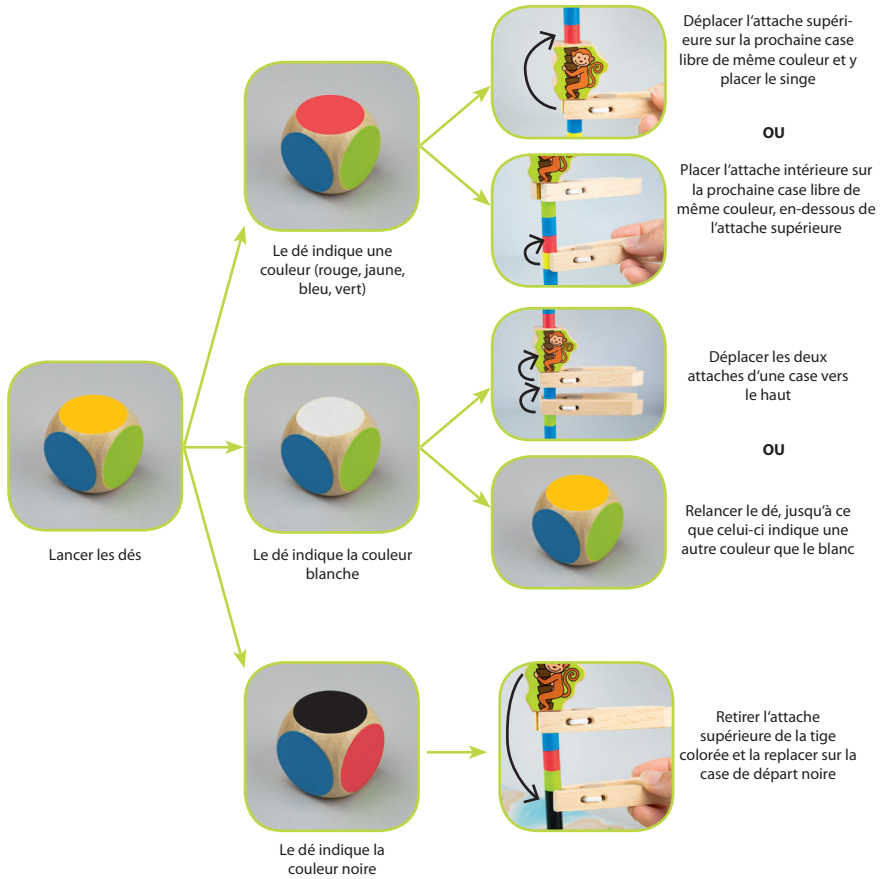 Déplacer l'attache supéri-
eure sur la prochaine case
libre de même couleur et y
placer le singe
OU
Placer l'attache intérieure sur
la prochaine case libre de
même couleur, en-dessous de
l'attache supérieure
Le dé indique une
couleur (rouge, jaune,
bleu, vert)
Déplacer les deux
attaches d'une case vers
le haut
OU
Relancer le dé, jusqu'à ce
que celui-ci indique une
autre couleur que le blanc
Lancer les dés
Le dé indique la couleur
blanche
Retirer l'attache
supérieure de la tige
colorée et la replacer sur la
case de départ noire
Le dé indique la
couleur noire